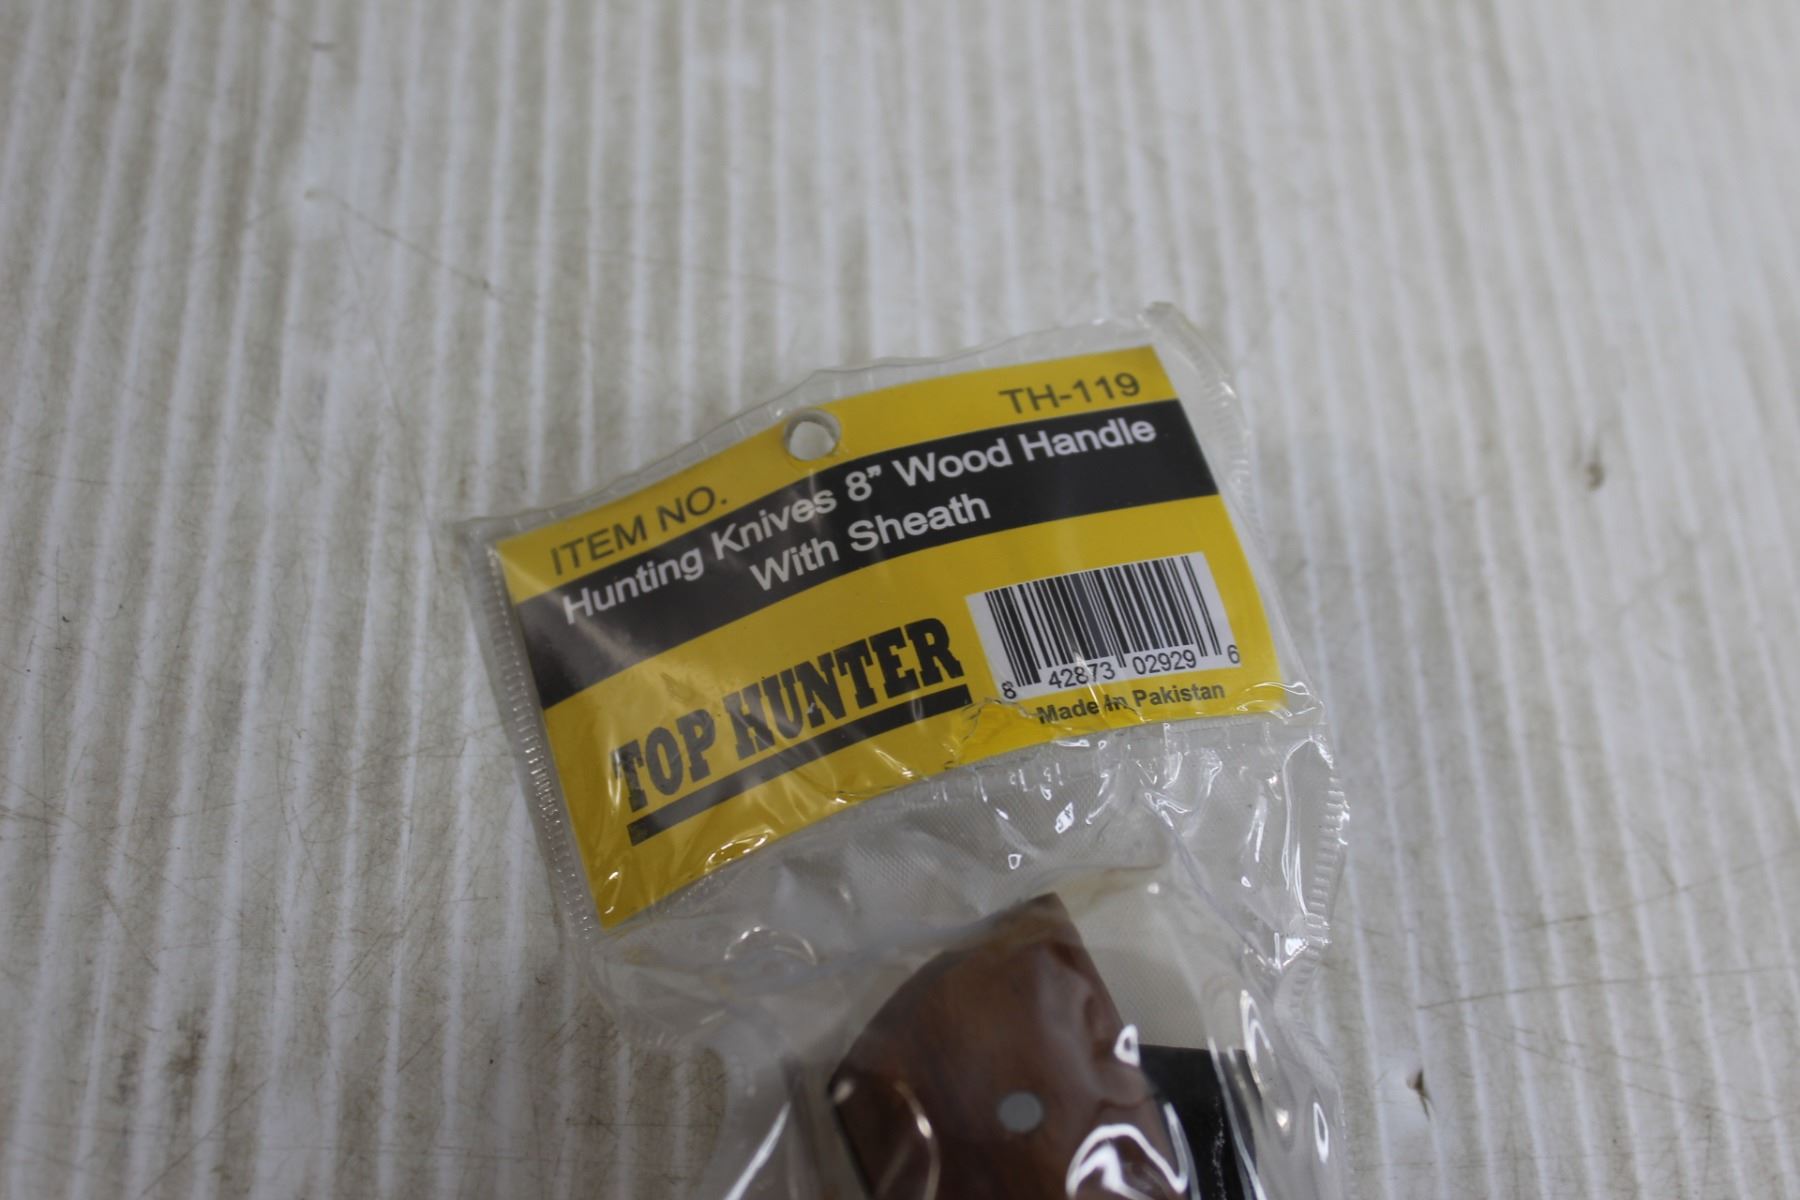 ITEM NO. TH-119
Hunting Knives 8” Wood Handle
With Sheath
TOP HUNTER
8 42873 02929 6
Made In Pakistan